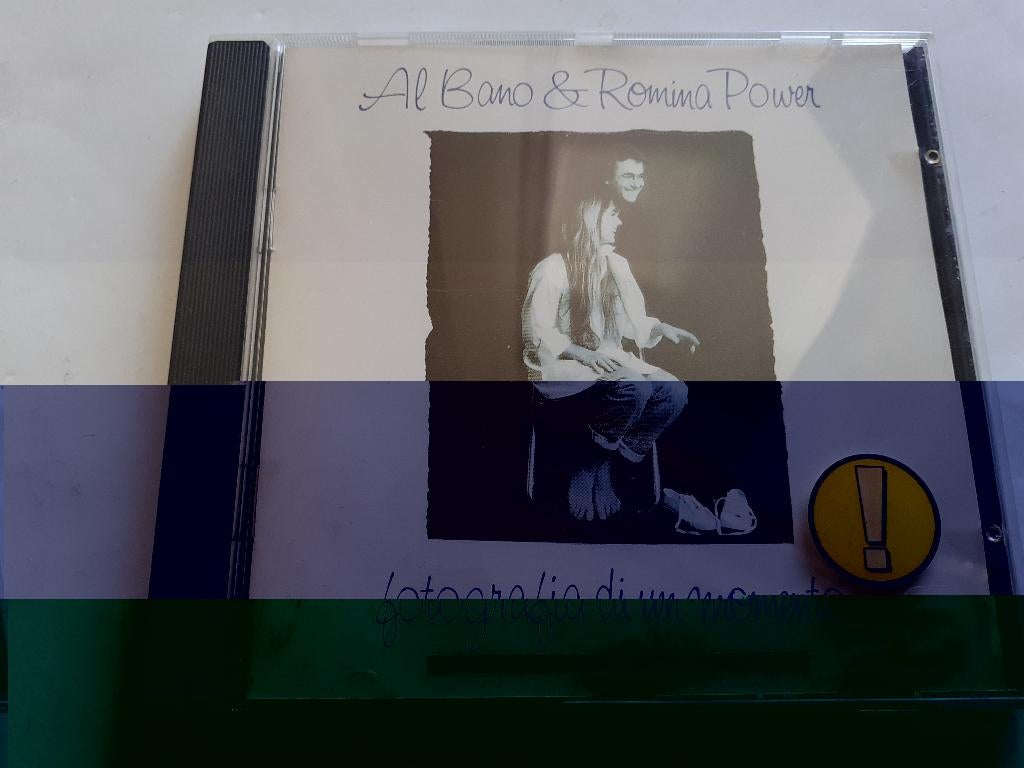 Al Bano & Romina Power
!
fotografia di un momento